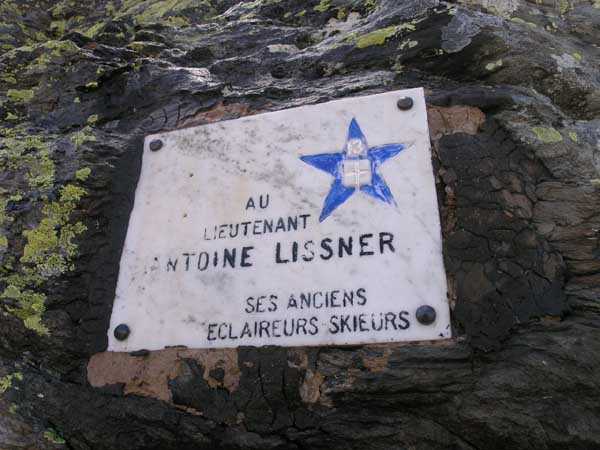 AU
LIEUTENANT
ANTOINE LISSNER
SES ANCIENS
ECLAIREURS-SKIEURS